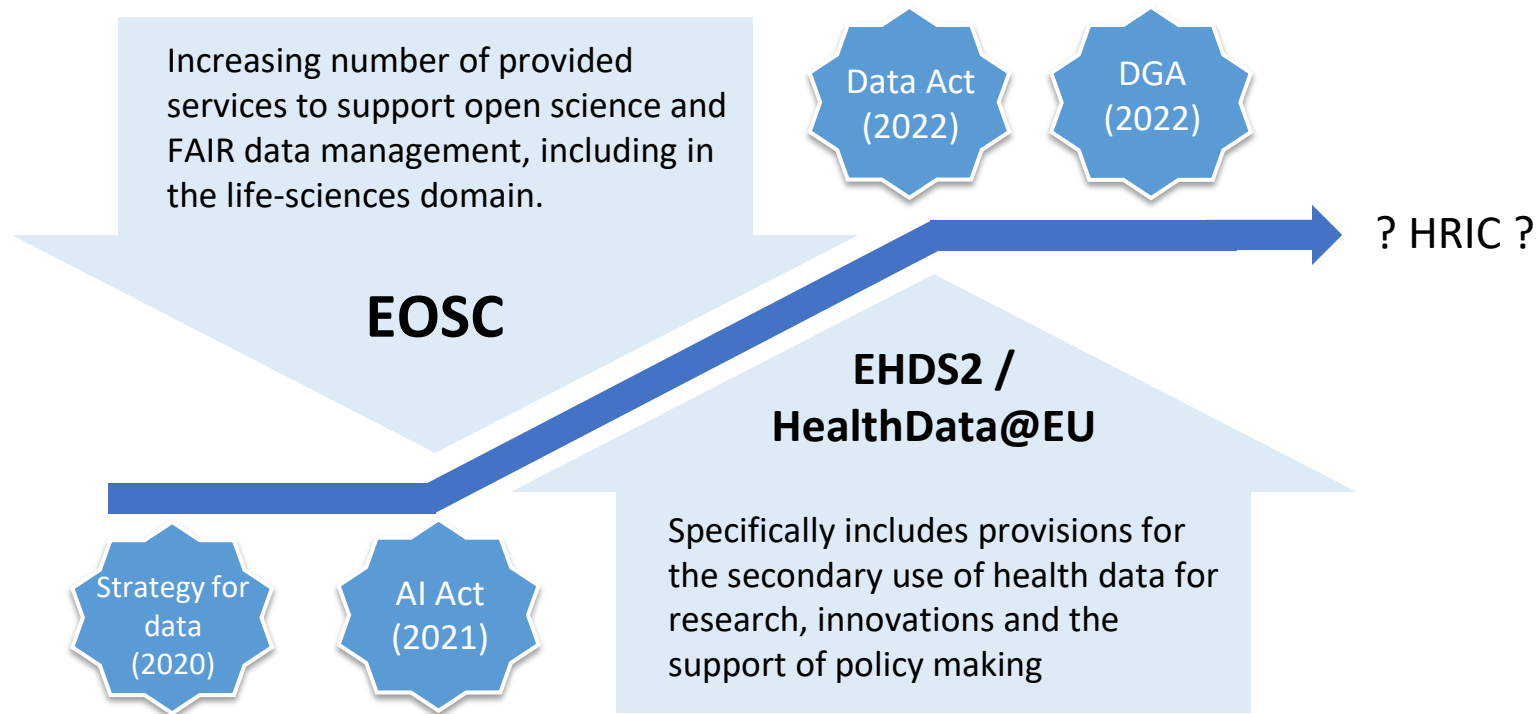 Increasing number of provided
services to support open science and
FAIR data management, including in
the life-sciences domain.
EOSC
Data Act
(2022)
DGA
(2022)
? HRIC ?
EHDS2 /
HealthData@EU
Specifically includes provisions for
the secondary use of health data for
research, innovations and the
support of policy making
Strategy for
data
(2020)
AI Act
(2021)